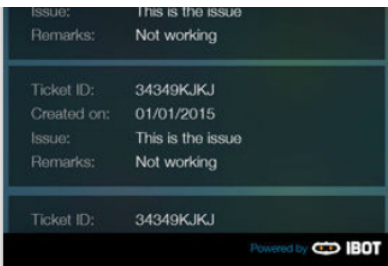 Issue: This is the issue
Remarks: Not working
Ticket ID: 34349KJKJ
Created on: 01/01/2015
Issue: This is the issue
Remarks: Not working
Ticket ID: 34349KJKJ
Powered by IBOT